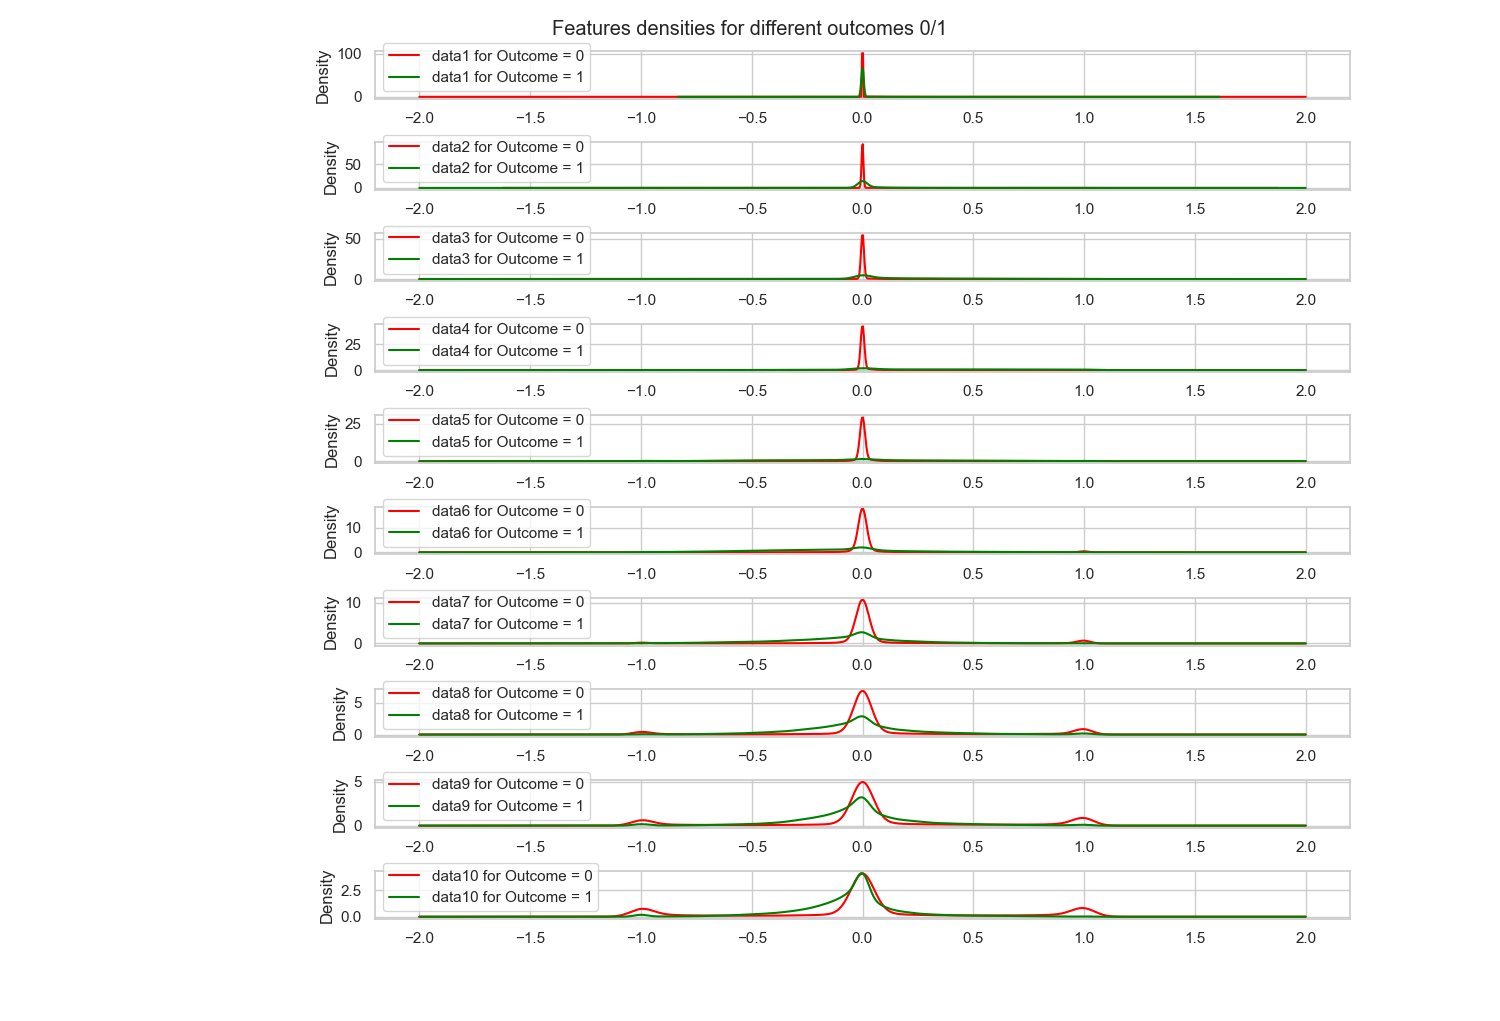 Features densities for different outcomes 0/1
Density
100
0
data1 for Outcome = 0
data1 for Outcome = 1
−2.0 −1.5 −1.0 −0.5 0.0 0.5 1.0 1.5 2.0
Density
50
0
data2 for Outcome = 0
data2 for Outcome = 1
−2.0 −1.5 −1.0 −0.5 0.0 0.5 1.0 1.5 2.0
Density
50
0
data3 for Outcome = 0
data3 for Outcome = 1
−2.0 −1.5 −1.0 −0.5 0.0 0.5 1.0 1.5 2.0
Density
25
0
data4 for Outcome = 0
data4 for Outcome = 1
−2.0 −1.5 −1.0 −0.5 0.0 0.5 1.0 1.5 2.0
Density
25
0
data5 for Outcome = 0
data5 for Outcome = 1
−2.0 −1.5 −1.0 −0.5 0.0 0.5 1.0 1.5 2.0
Density
10
0
data6 for Outcome = 0
data6 for Outcome = 1
−2.0 −1.5 −1.0 −0.5 0.0 0.5 1.0 1.5 2.0
Density
10
0
data7 for Outcome = 0
data7 for Outcome = 1
−2.0 −1.5 −1.0 −0.5 0.0 0.5 1.0 1.5 2.0
Density
5
0
data8 for Outcome = 0
data8 for Outcome = 1
−2.0 −1.5 −1.0 −0.5 0.0 0.5 1.0 1.5 2.0
Density
5
0
data9 for Outcome = 0
data9 for Outcome = 1
−2.0 −1.5 −1.0 −0.5 0.0 0.5 1.0 1.5 2.0
Density
2.5
0.0
data10 for Outcome = 0
data10 for Outcome = 1
−2.0 −1.5 −1.0 −0.5 0.0 0.5 1.0 1.5 2.0